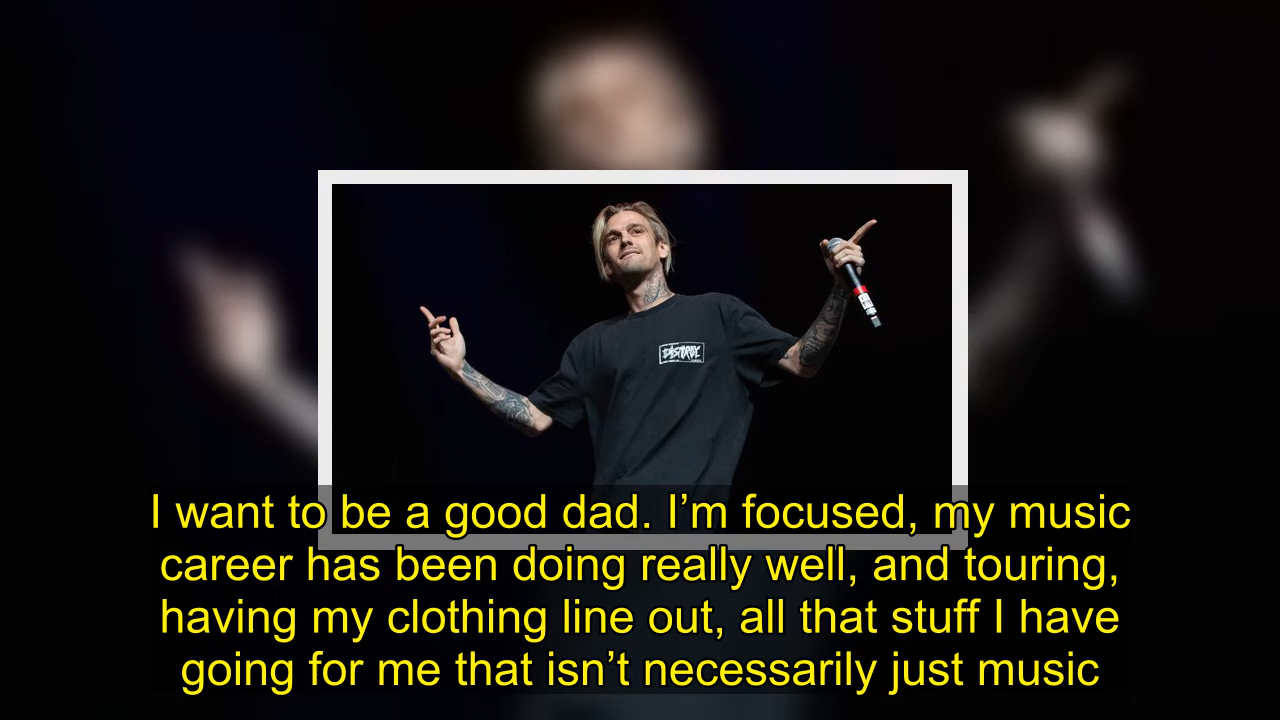 DESTROY
I want to be a good dad. I’m focused, my music
career has been doing really well, and touring,
having my clothing line out, all that stuff I have
going for me that isn’t necessarily just music